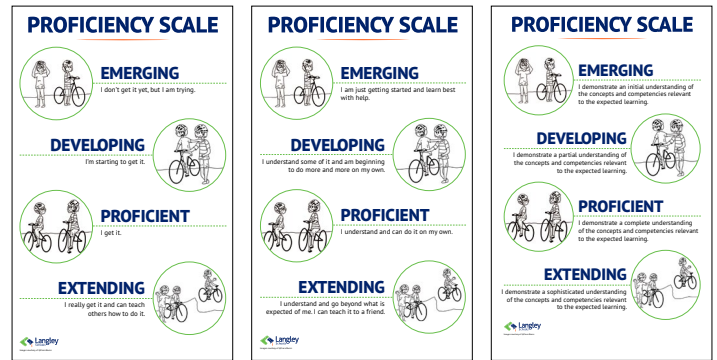 PROFICIENCY SCALE
EMERGING
I don't get it yet, but I am trying.
DEVELOPING
I'm starting to get it.
PROFICIENT
I get it.
EXTENDING
I really get it and can teach
others how to do it.
Langley
PROFICIENCY SCALE
EMERGING
I am just getting started and learn best
with help.
DEVELOPING
I understand some of it and am beginning
to do more and more on my own.
PROFICIENT
I understand and can do it on my own.
EXTENDING
I understand and go beyond what is
expected of me. I can teach it to a friend.
Langley
PROFICIENCY SCALE
EMERGING
I demonstrate an initial understanding of
the concepts and competencies relevant
to the expected learning.
DEVELOPING
I demonstrate a partial understanding of
the concepts and competencies relevant
to the expected learning.
PROFICIENT
I demonstrate a complete understanding
of the concepts and competencies relevant
to the expected learning.
EXTENDING
I demonstrate a sophisticated understanding
of the concepts and competencies relevant
to the expected learning.
Langley